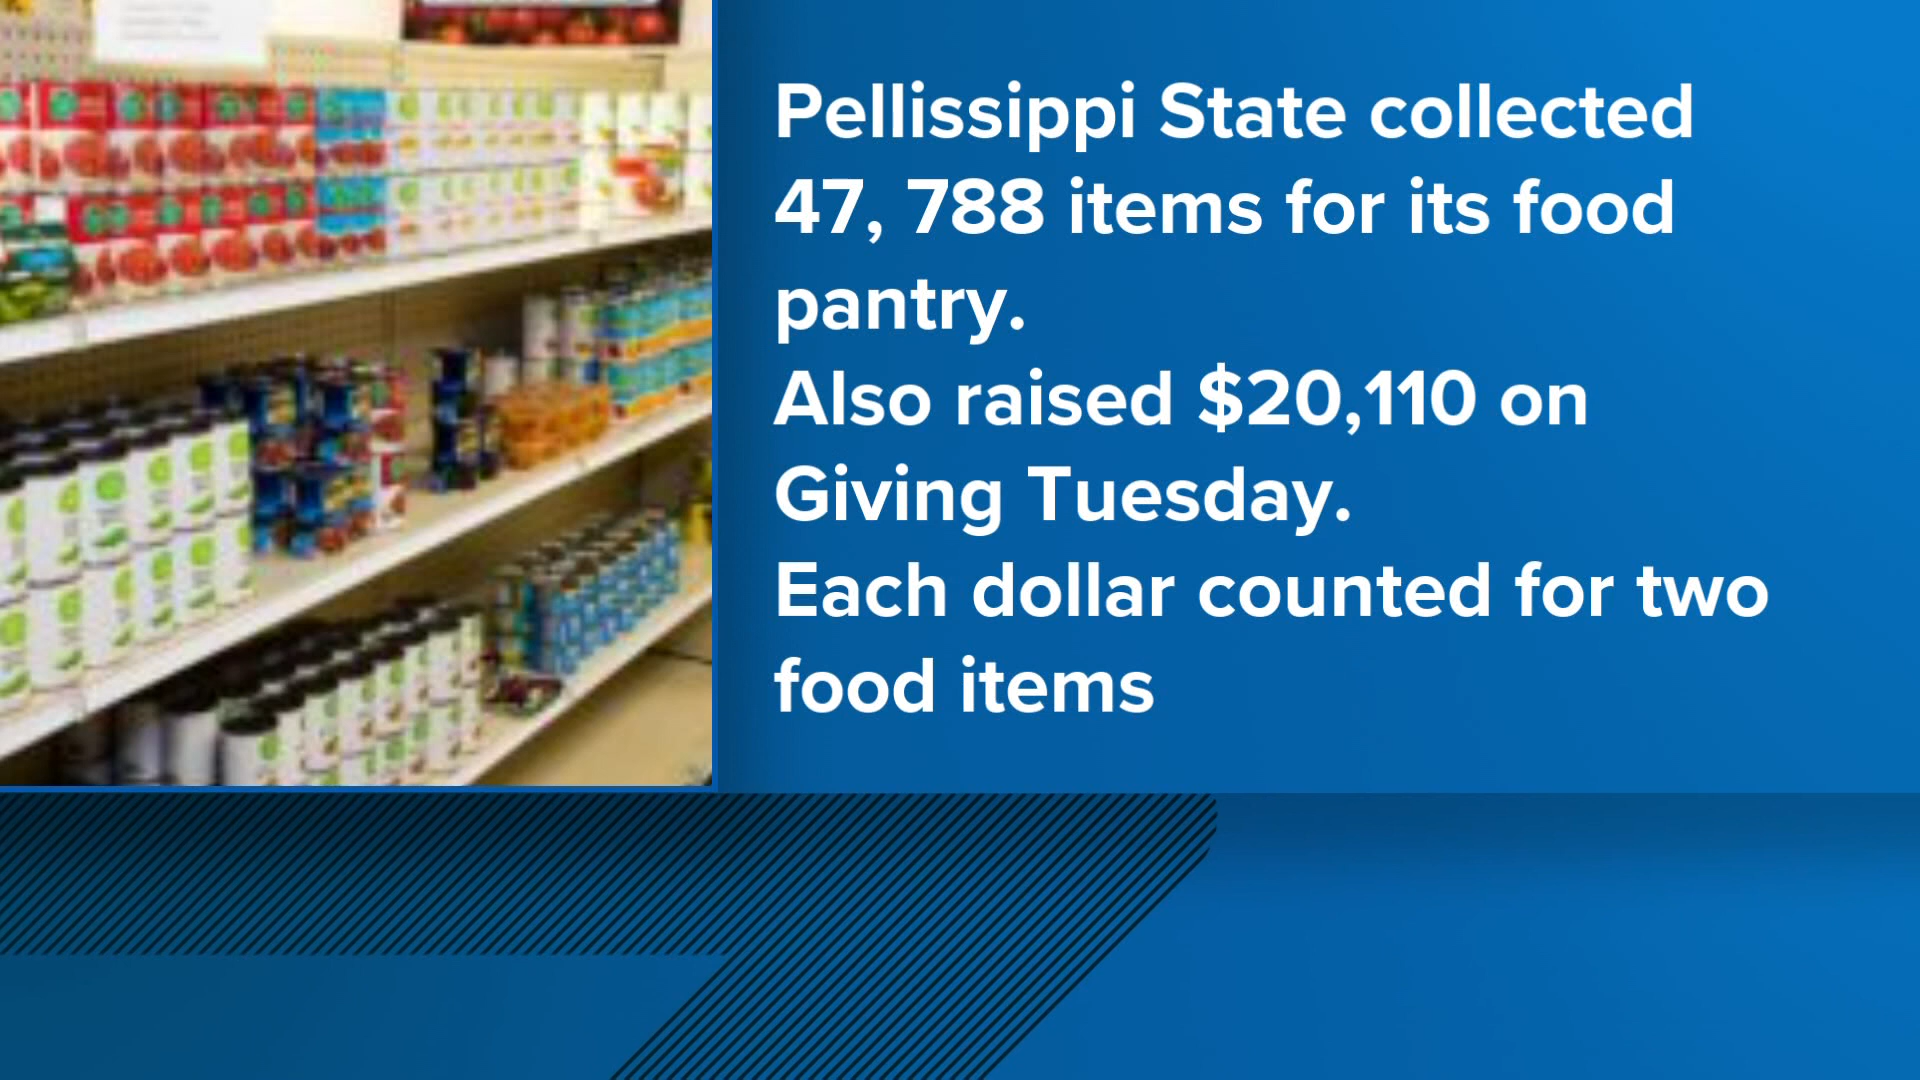 Pellissippi State collected
47, 788 items for its food
pantry.
Also raised $20,110 on
Giving Tuesday.
Each dollar counted for two
food items